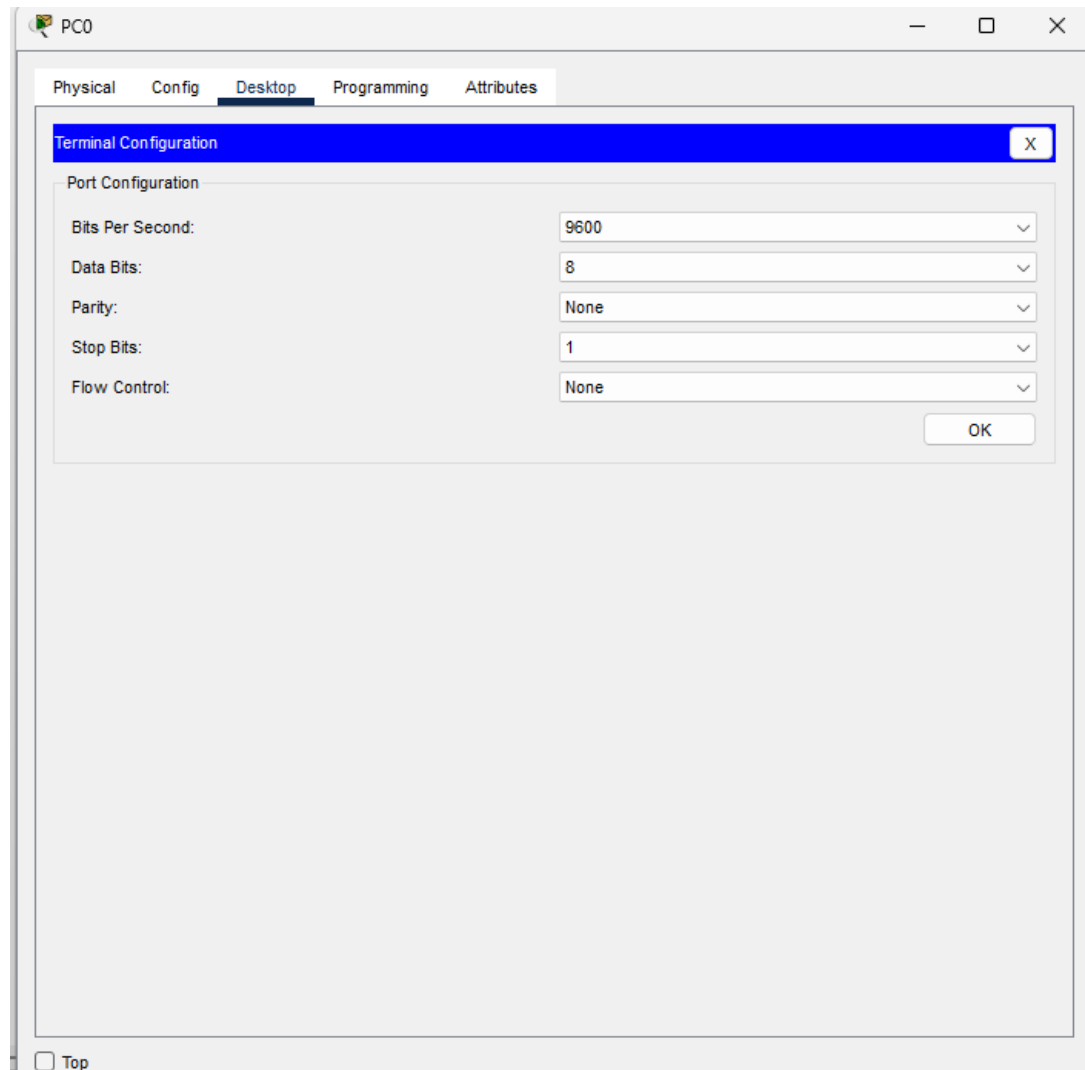 PC0
Physical Config Desktop Programming Attributes
Terminal Configuration X
Port Configuration
Bits Per Second: 9600
Data Bits: 8
Parity: None
Stop Bits: 1
Flow Control: None
OK
Top